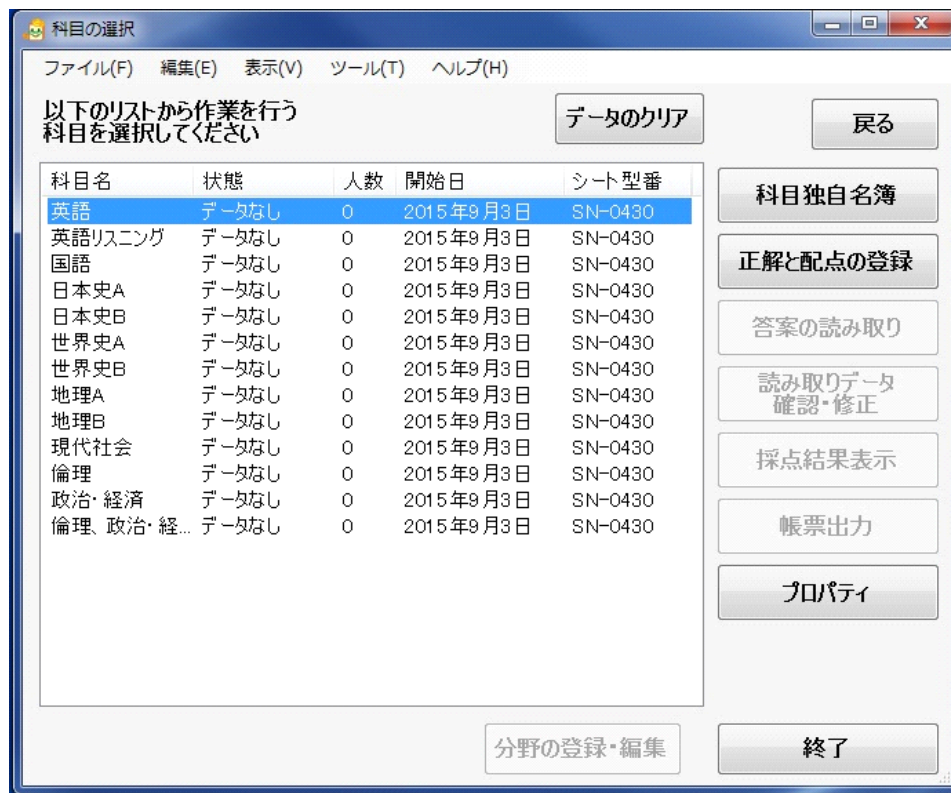 科目の選択
ファイル(F) 編集(E) 表示(V) ツール(T) ヘルプ(H)
以下のリストから作業を行う
科目を選択してください
データのクリア
戻る
科目名 状態 人数 開始日 シート型番
英語 データなし 0 2015年9月3日 SN-0430
英語リスニング データなし 0 2015年9月3日 SN-0430
国語 データなし 0 2015年9月3日 SN-0430
日本史A データなし 0 2015年9月3日 SN-0430
日本史B データなし 0 2015年9月3日 SN-0430
世界史A データなし 0 2015年9月3日 SN-0430
世界史B データなし 0 2015年9月3日 SN-0430
地理A データなし 0 2015年9月3日 SN-0430
地理B データなし 0 2015年9月3日 SN-0430
現代社会 データなし 0 2015年9月3日 SN-0430
倫理 データなし 0 2015年9月3日 SN-0430
政治・経済 データなし 0 2015年9月3日 SN-0430
倫理、政治・経... データなし 0 2015年9月3日 SN-0430
科目独自名簿
正解と配点の登録
答案の読み取り
読み取りデータ
確認・修正
採点結果表示
帳票出力
プロパティ
分野の登録・編集
終了